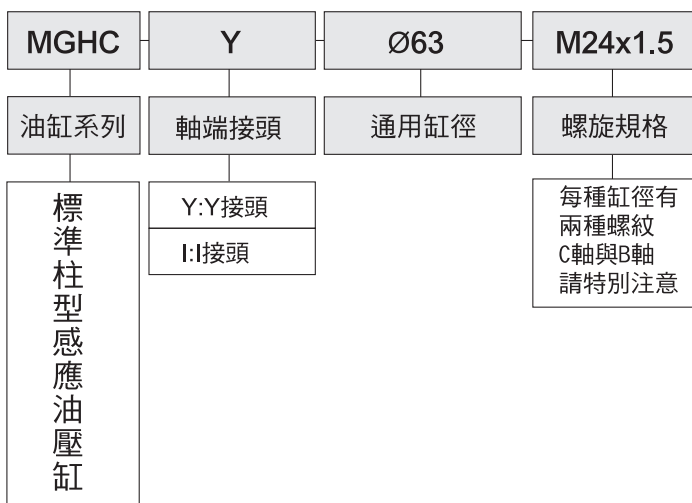 MGHC - Y - Ø63 - M24x1.5
油缸系列 軸端接頭 通用缸徑 螺旋規格
標準柱型感應油壓缸
Y:Y接頭
I:I接頭
每種缸徑有
兩種螺紋
C軸與B軸
請特別注意